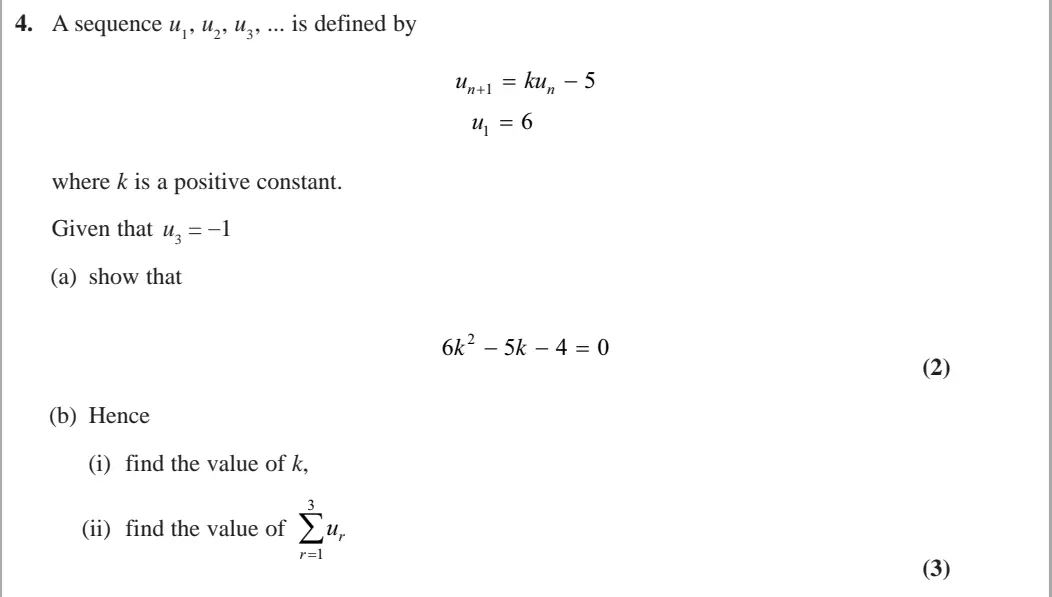 4. A sequence u₁, u₂, u₃, ... is defined by
uₙ₊₁ = kuₙ − 5
u₁ = 6
where k is a positive constant.
Given that u₃ = −1
(a) show that
6k² − 5k − 4 = 0
(2)
(b) Hence
(i) find the value of k,
(ii) find the value of ∑_{r=1}^{3} uᵣ
(3)